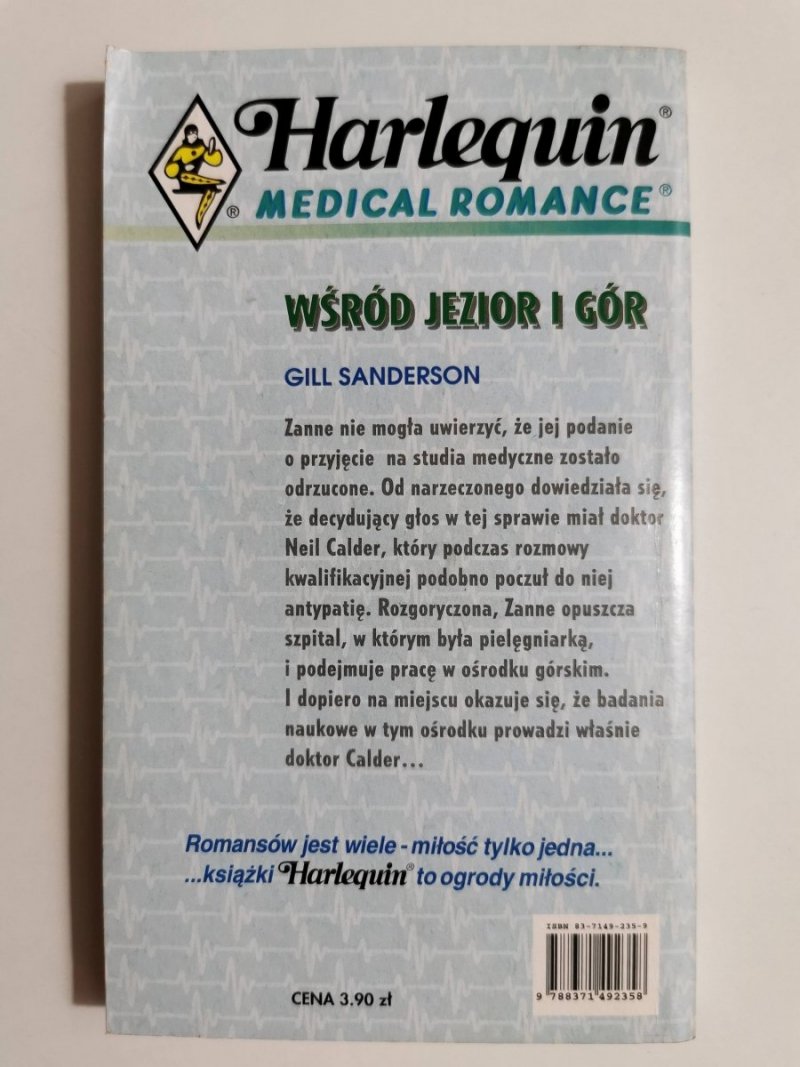 Harlequin®
® MEDICAL ROMANCE®
WŚRÓD JEZIOR I GÓR
GILL SANDERSON
Zanne nie mogła uwierzyć, że jej podanie
o przyjęcie na studia medyczne zostało
odrzucone. Od narzeczonego dowiedziała się,
że decydujący głos w tej sprawie miał doktor
Neil Calder, który podczas rozmowy
kwalifikacyjnej podobno poczuł do niej
antypatię. Rozgoryczona, Zanne opuszcza
szpital, w którym była pielęgniarką,
i podejmuje pracę w ośrodku górskim.
I dopiero na miejscu okazuje się, że badania
naukowe w tym ośrodku prowadzi właśnie
doktor Calder...
Romansów jest wiele - miłość tylko jedna...
...książki Harlequin® to ogrody miłości.
ISBN 83-7149-235-9
9 788371 492358
CENA 3.90 zł